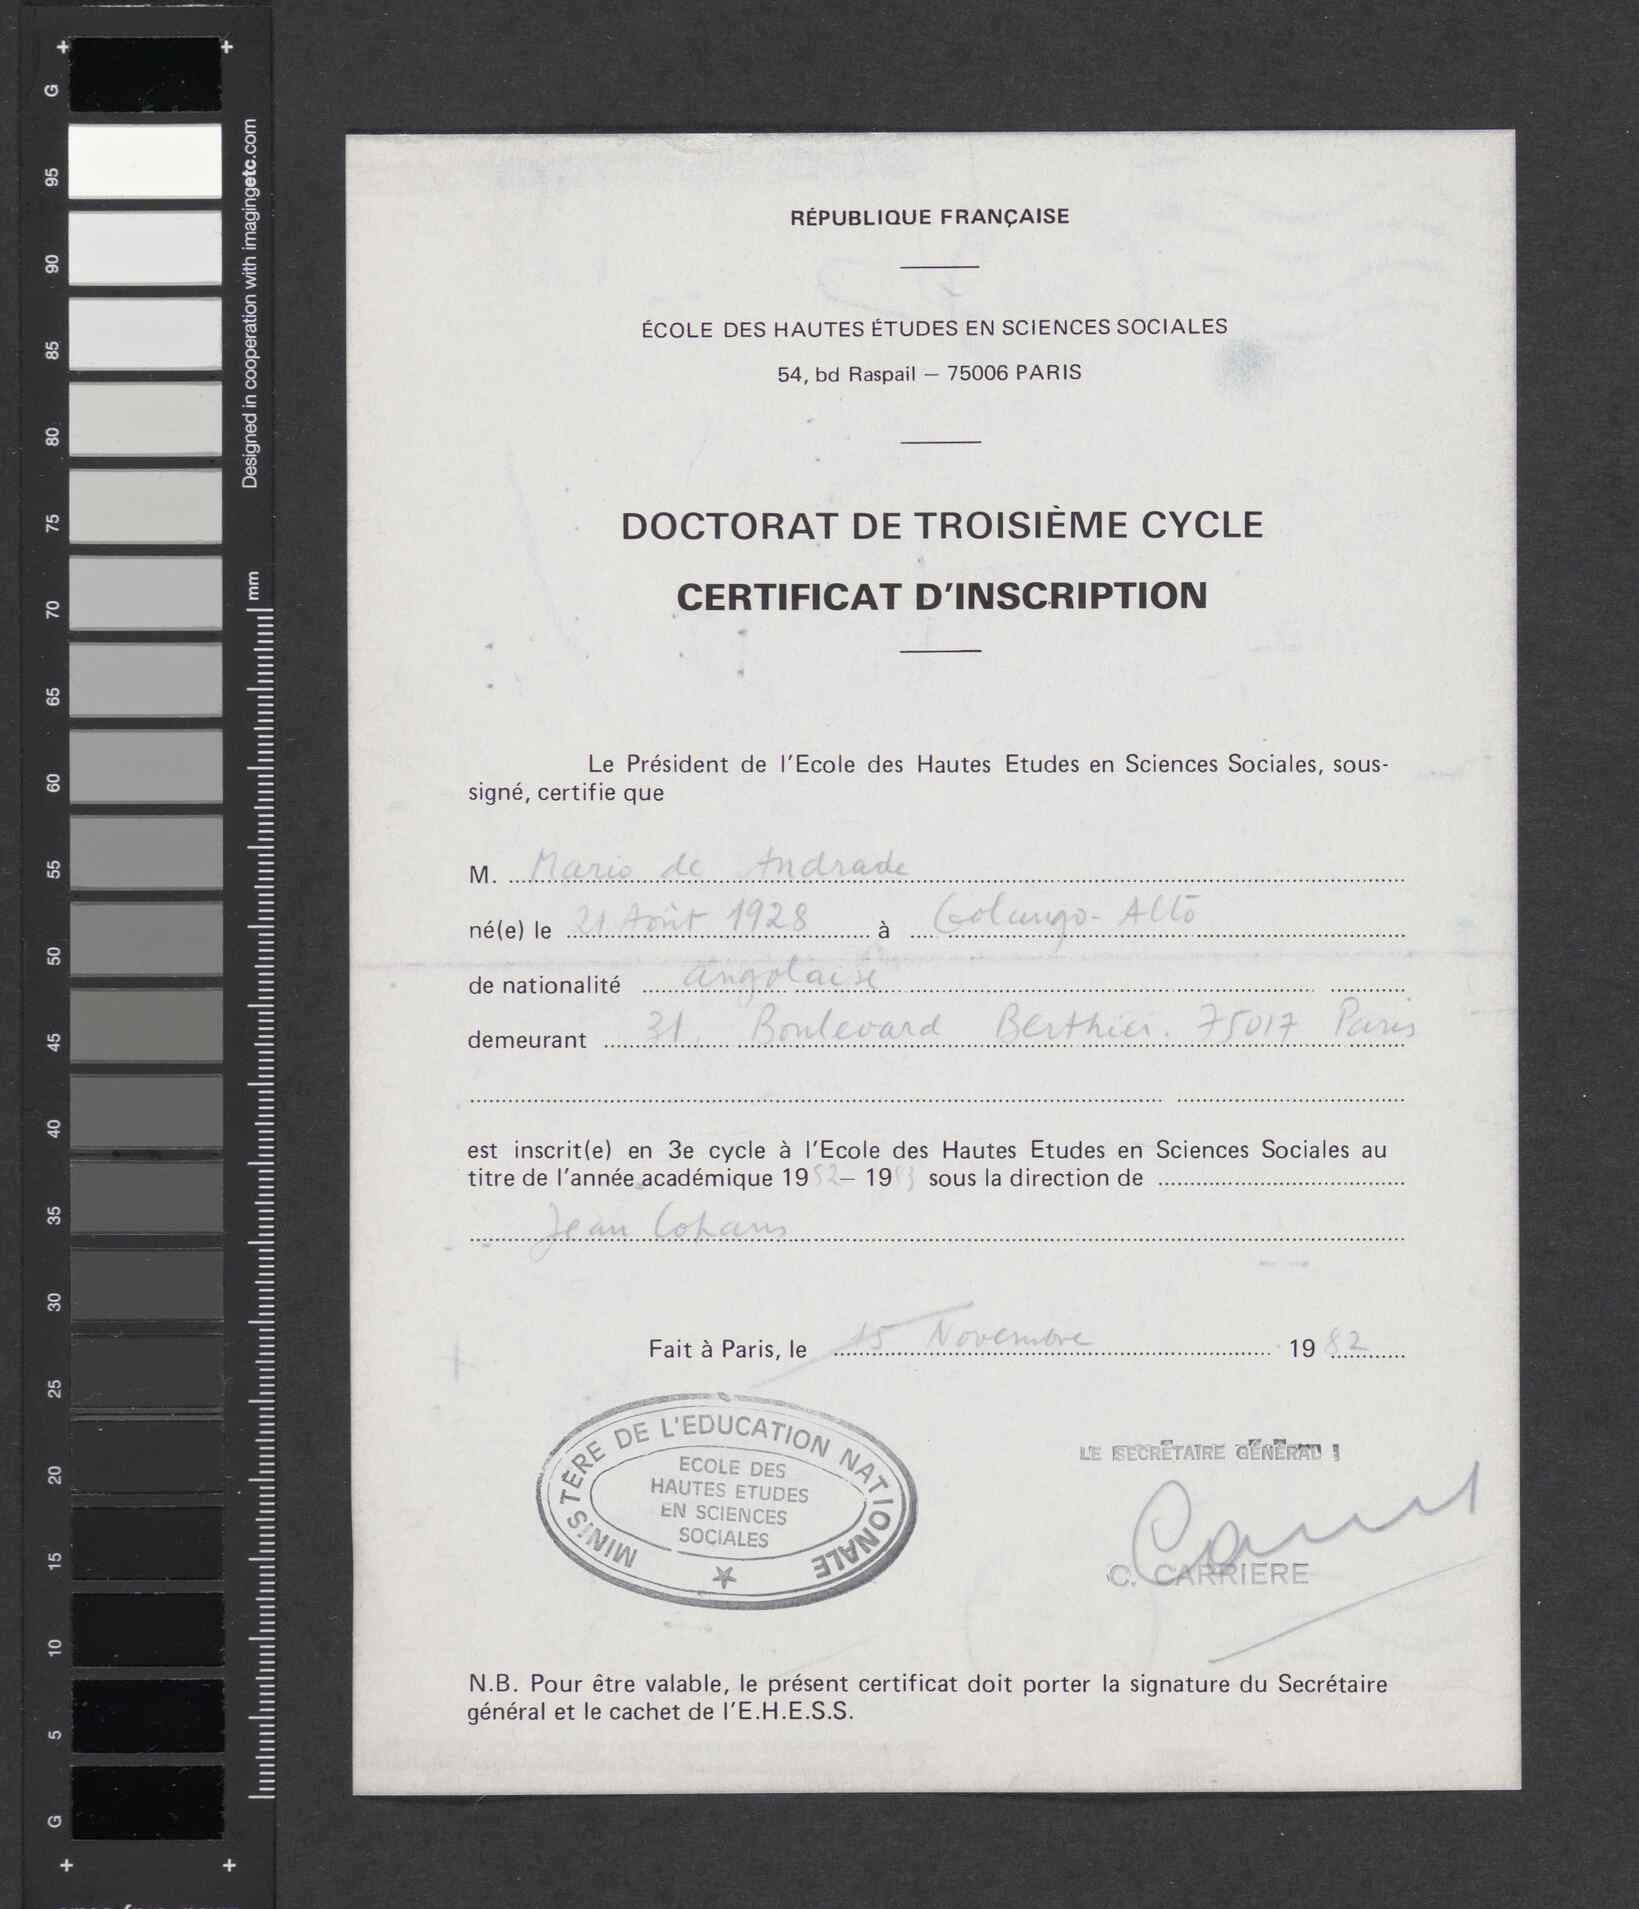 RÉPUBLIQUE FRANÇAISE
ÉCOLE DES HAUTES ÉTUDES EN SCIENCES SOCIALES
54, bd Raspail — 75006 PARIS
DOCTORAT DE TROISIÈME CYCLE
CERTIFICAT D'INSCRIPTION
Le Président de l'Ecole des Hautes Etudes en Sciences Sociales, sous-
signé, certifie que
M. Mario de Andrade
né(e) le 21 Août 1928 à Golungo-Alto
de nationalité angolaise
demeurant 31, Boulevard Berthier. 75017 Paris
est inscrit(e) en 3e cycle à l'Ecole des Hautes Etudes en Sciences Sociales au
titre de l'année académique 1982 — 1983 sous la direction de
Jean Copans
Fait à Paris, le 15 Novembre 1982
MINISTÈRE DE L'EDUCATION NATIONALE
ECOLE DES
HAUTES ETUDES
EN SCIENCES
SOCIALES
LE SECRÉTAIRE GÉNÉRAL
C. CARRIERE
N.B. Pour être valable, le présent certificat doit porter la signature du Secrétaire
général et le cachet de l'E.H.E.S.S.
G
95
90
85
80
75
70
65
60
55
50
45
40
35
30
25
20
15
10
5
G
Designed in cooperation with imagingetc.com
mm